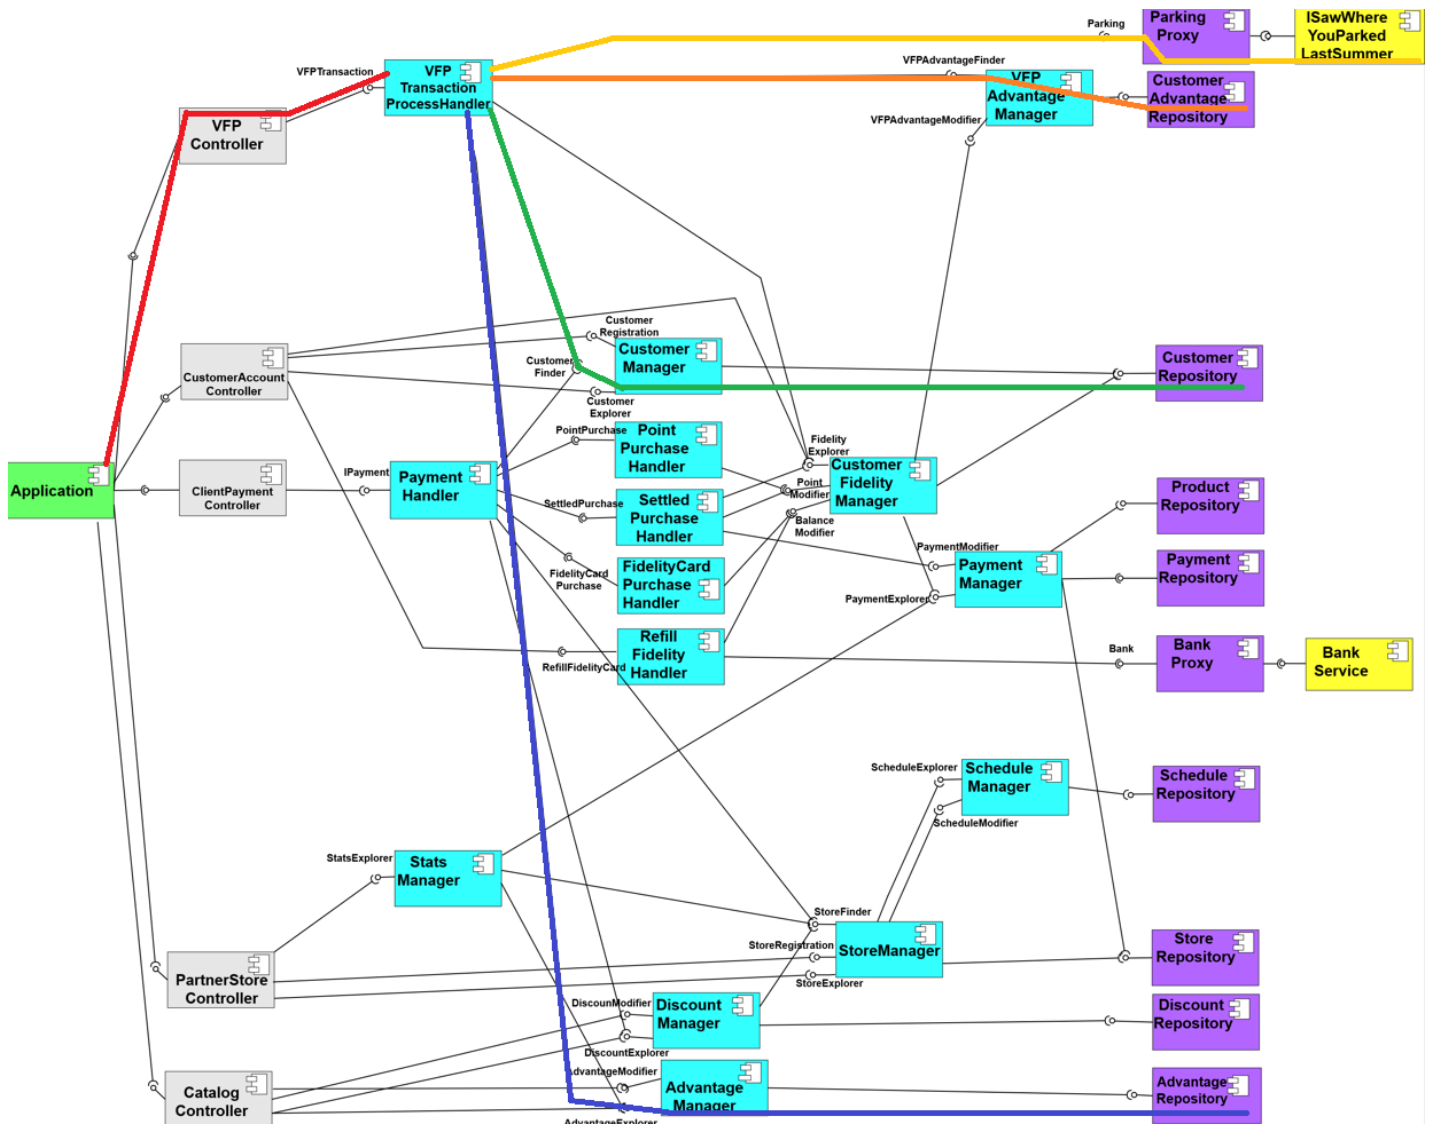 Parking
Parking
Proxy
ISawWhere
YouParked
LastSummer
VFPTransaction
VFP
Transaction
ProcessHandler
VFPAdvantageFinder
VFP
Advantage
Manager
Customer
Advantage
Repository
VFP
Controller
VFPAdvantageModifier
Customer
Registration
CustomerAccount
Controller
Customer
Finder
Customer
Manager
Customer
Repository
Customer
Explorer
PointPurchase
Point
Purchase
Handler
Fidelity
Explorer
Application
ClientPayment
Controller
IPayment
Payment
Handler
SettledPurchase
Settled
Purchase
Handler
Point
Modifier
Customer
Fidelity
Manager
Balance
Modifier
Product
Repository
FidelityCard
Purchase
FidelityCard
Purchase
Handler
PaymentModifier
Payment
Manager
PaymentExplorer
Payment
Repository
RefillFidelityCard
Refill
Fidelity
Handler
Bank
Bank
Proxy
Bank
Service
ScheduleExplorer
Schedule
Manager
ScheduleModifier
Schedule
Repository
StatsExplorer
Stats
Manager
StoreFinder
StoreRegistration
StoreManager
StoreExplorer
Store
Repository
PartnerStore
Controller
DiscounModifier
Discount
Manager
DiscountExplorer
Discount
Repository
AdvantageModifier
Advantage
Manager
AdvantageExplorer
Advantage
Repository
Catalog
Controller